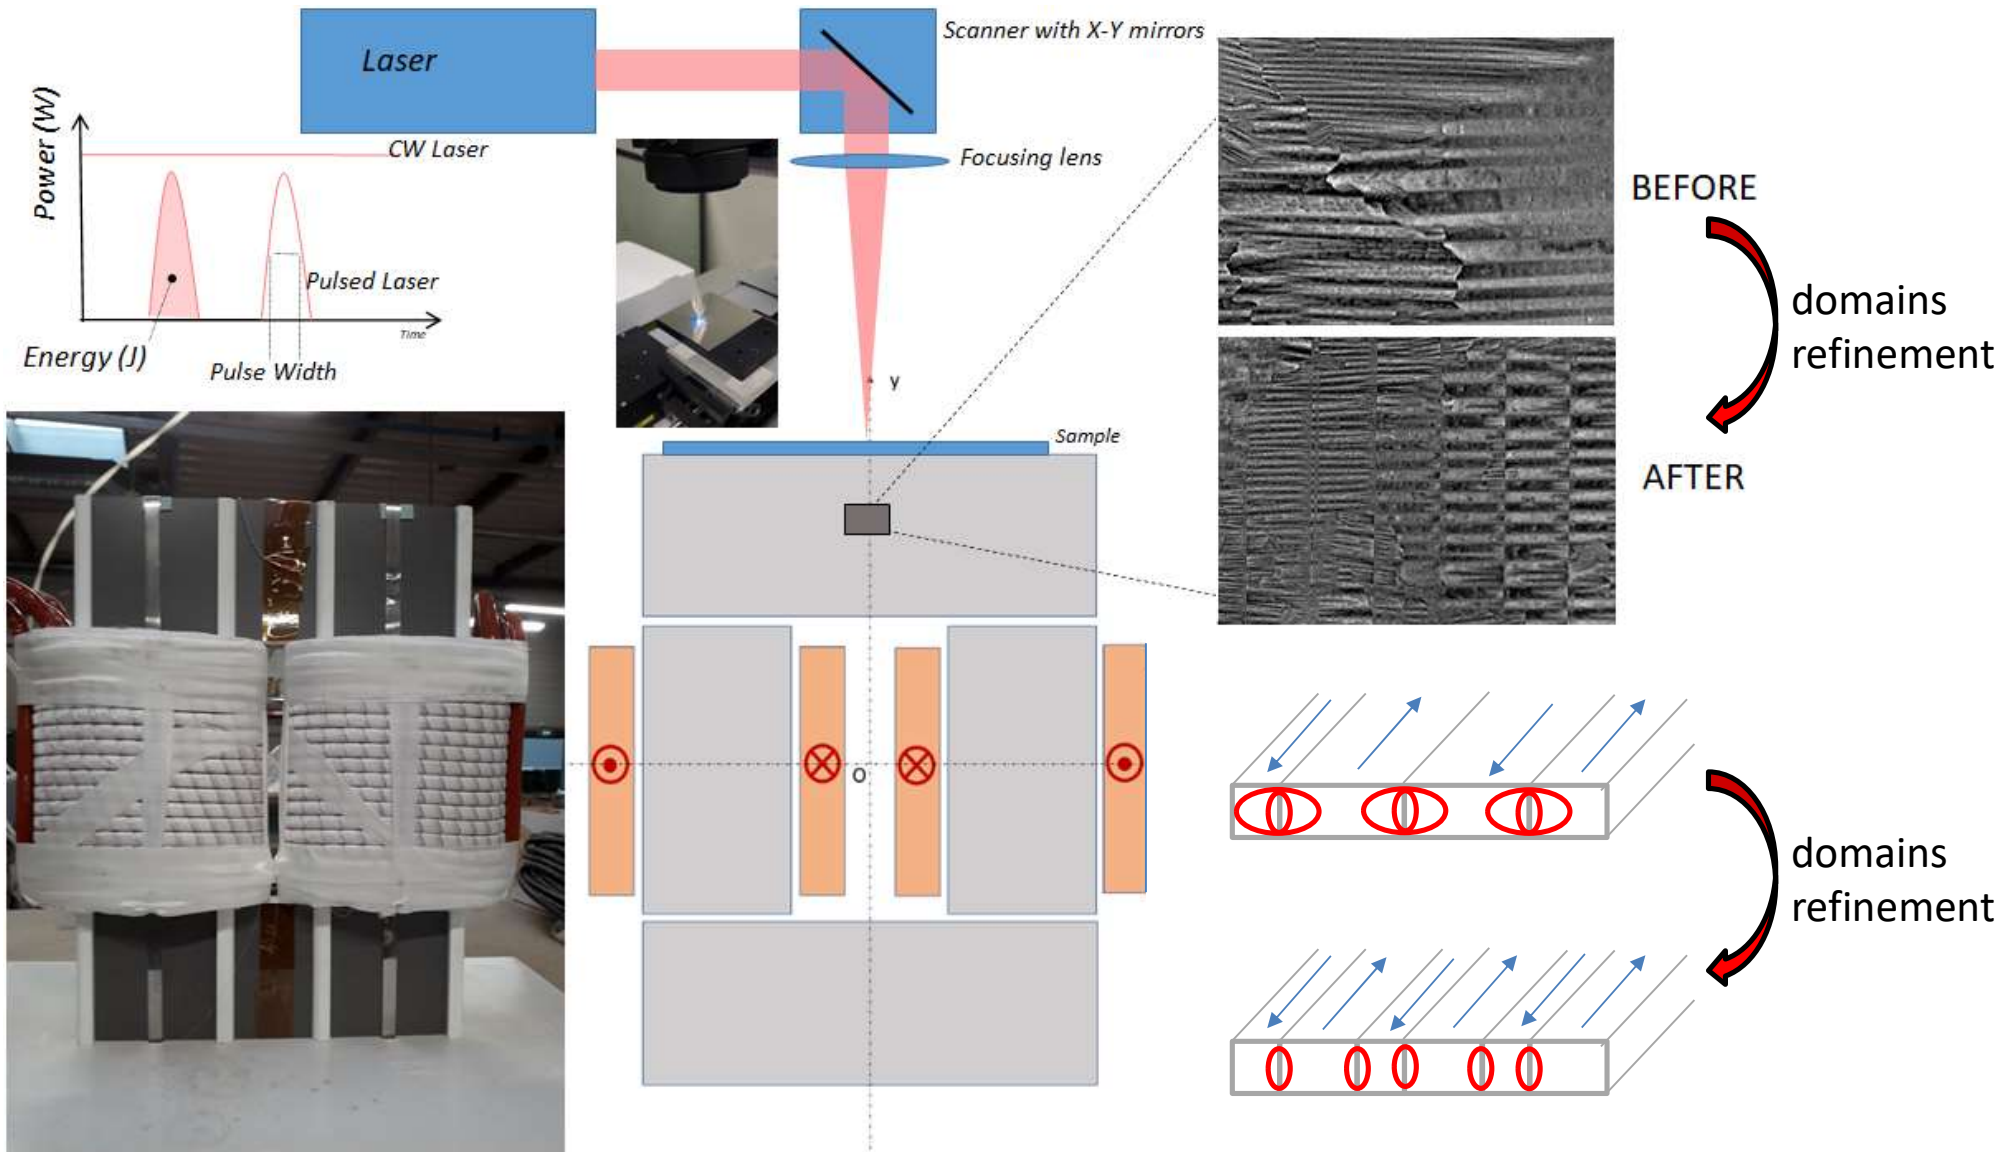 Laser
Scanner with X-Y mirrors
Power (W)
CW Laser
Focusing lens
Pulsed Laser
Time
Energy (J)
Pulse Width
y
Sample
O
BEFORE
domains
refinement
AFTER
domains
refinement